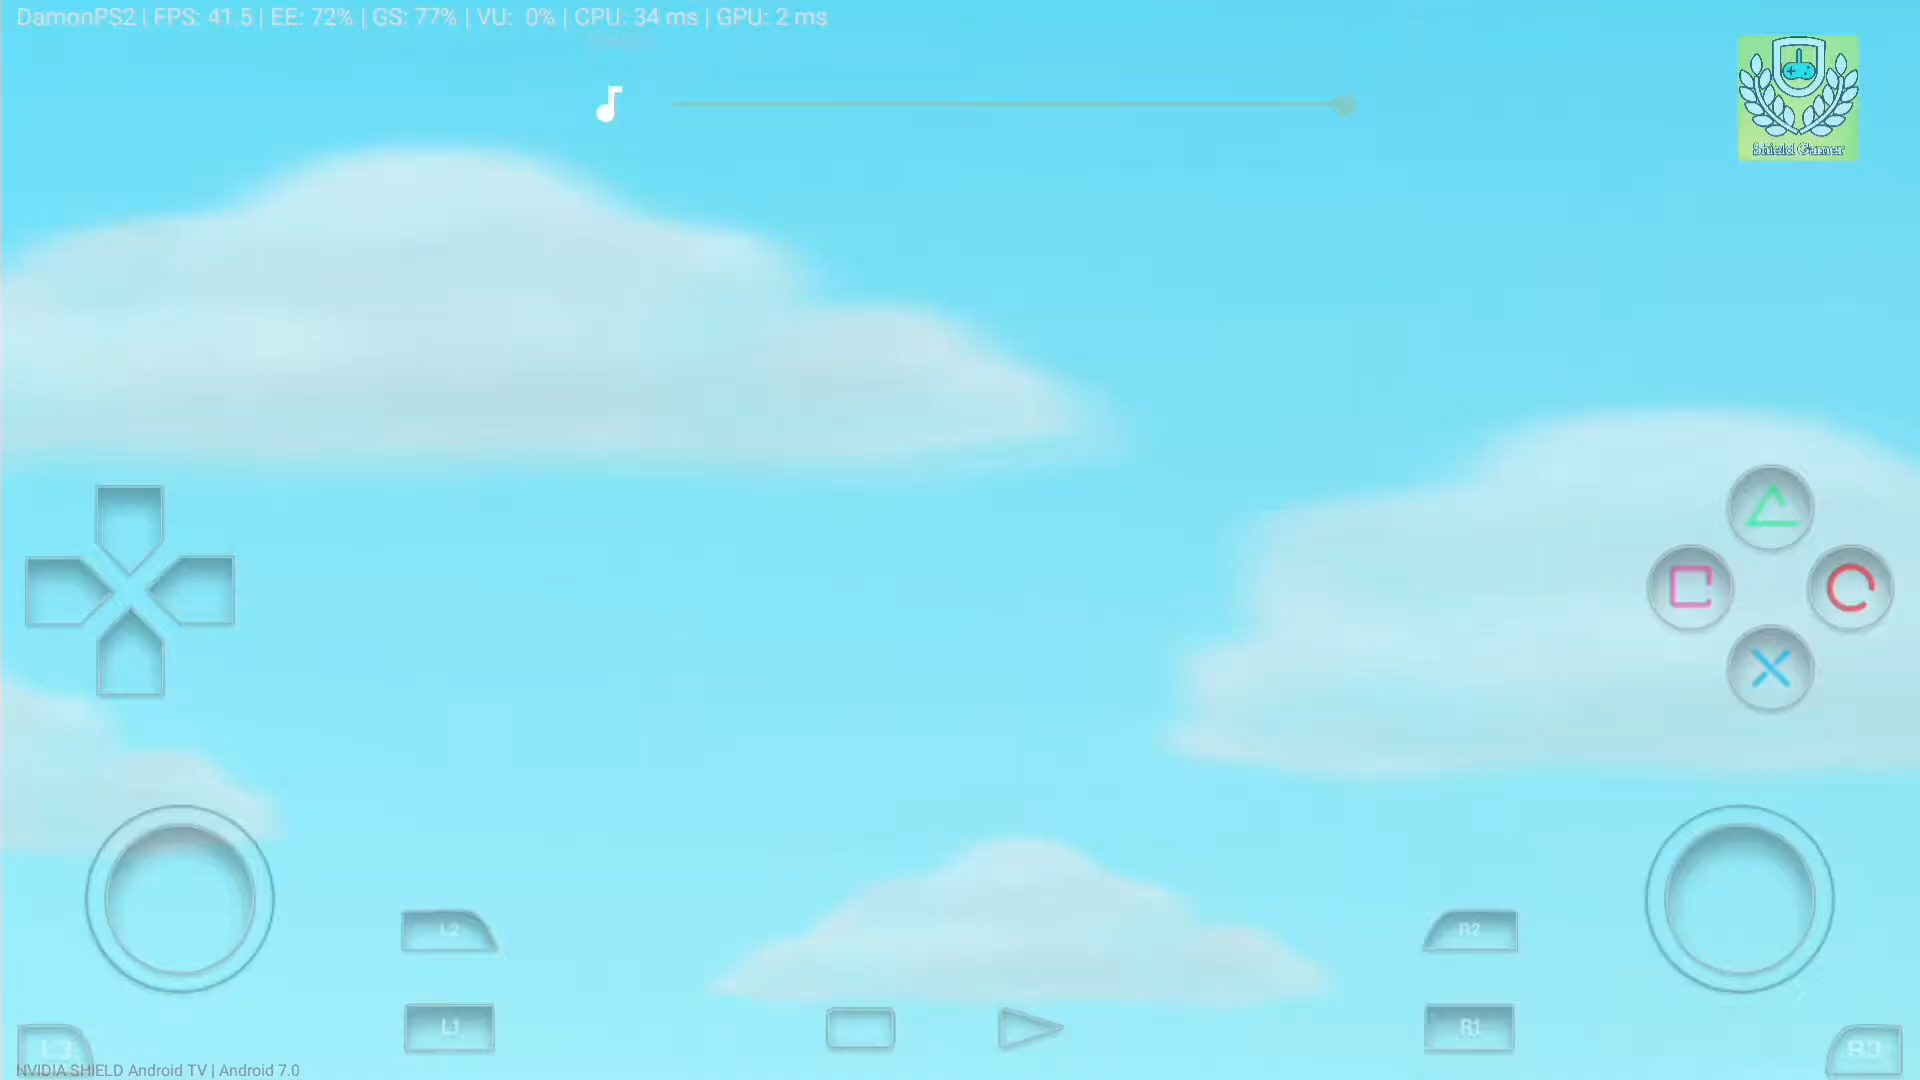 DamonPS2 | FPS: 41.5 | EE: 72% | GS: 77% | VU: 0% | CPU: 34 ms | GPU: 2 ms
Shield Gamer
L2
R2
L1
R1
L3
R3
NVIDIA SHIELD Android TV | Android 7.0